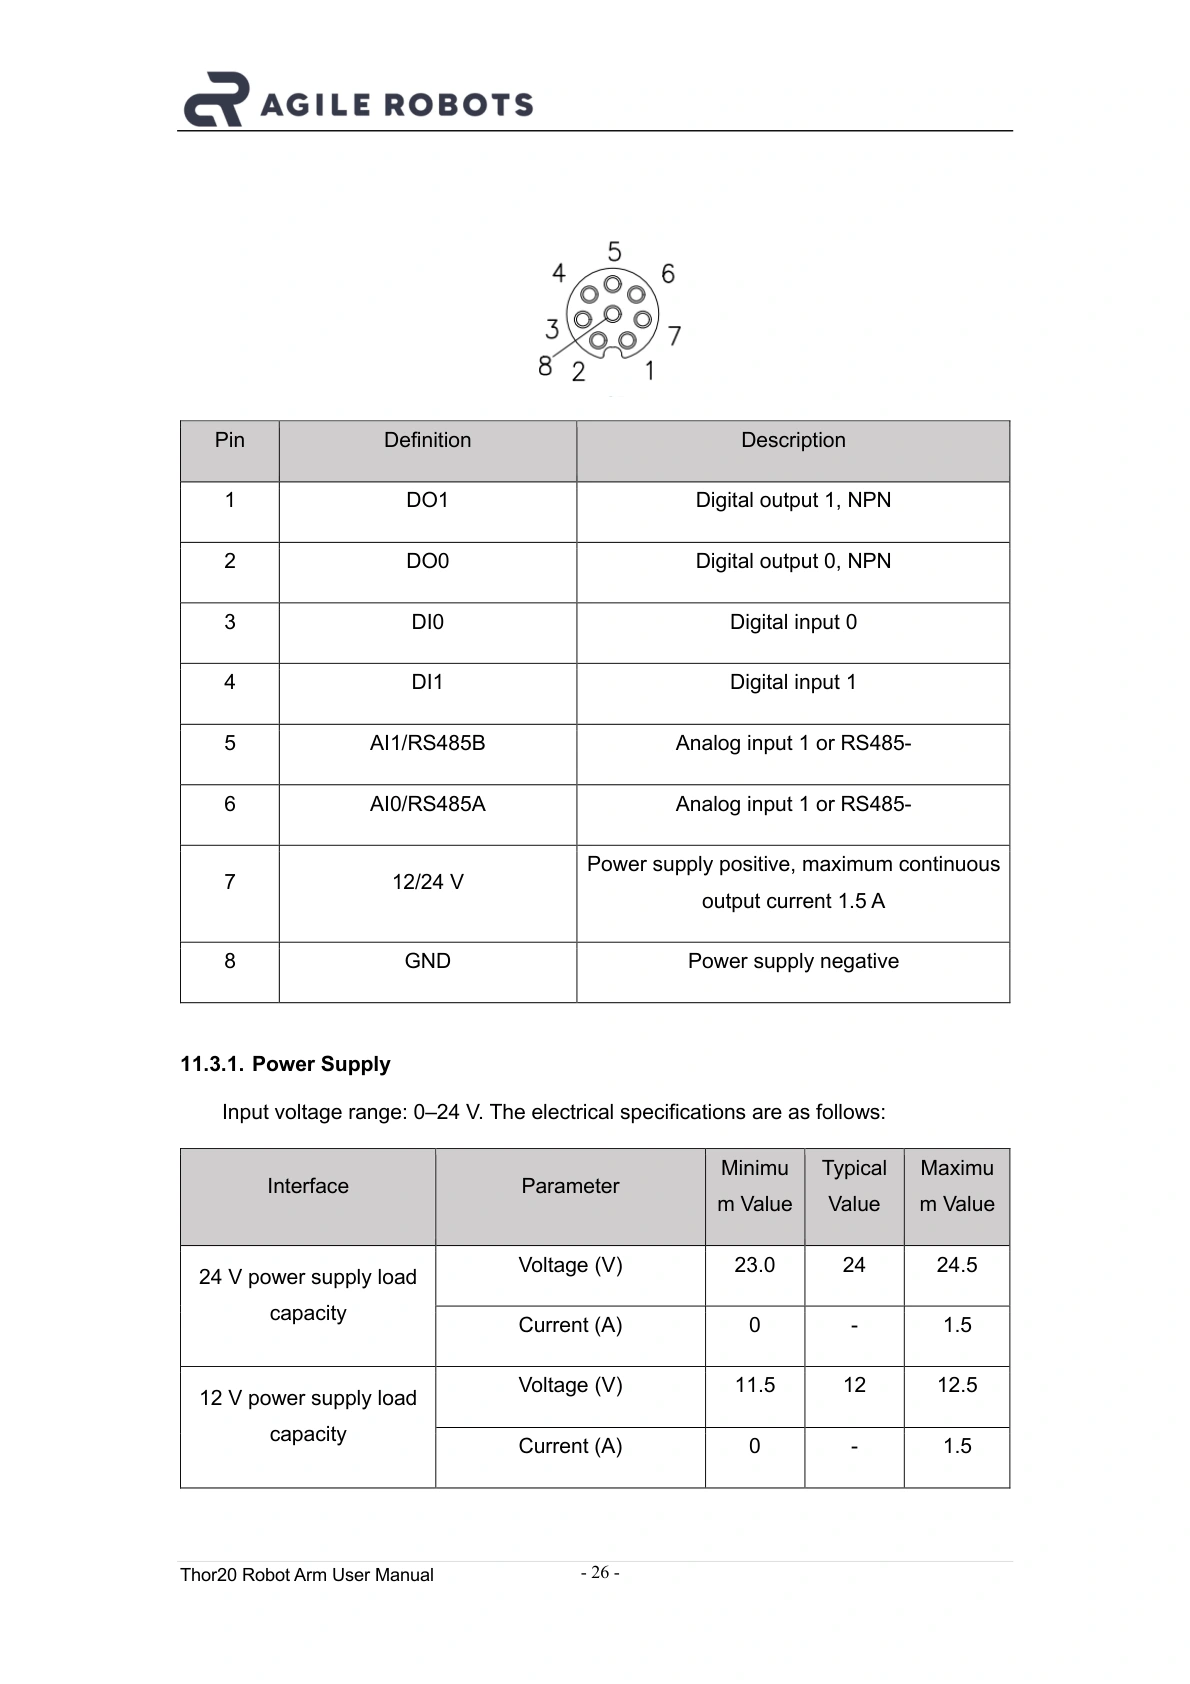 AGILE ROBOTS
5
4
6
3
7
8
2
1
Pin Definition Description
1 DO1 Digital output 1, NPN
2 DO0 Digital output 0, NPN
3 DI0 Digital input 0
4 DI1 Digital input 1
5 AI1/RS485B Analog input 1 or RS485-
6 AI0/RS485A Analog input 1 or RS485-
7 12/24 V Power supply positive, maximum continuous
output current 1.5 A
8 GND Power supply negative
11.3.1. Power Supply
Input voltage range: 0–24 V. The electrical specifications are as follows:
Interface Parameter Minimu
m Value Typical
Value Maximu
m Value
24 V power supply load
capacity
Voltage (V) 23.0 24 24.5
Current (A) 0 - 1.5
12 V power supply load
capacity
Voltage (V) 11.5 12 12.5
Current (A) 0 - 1.5
Thor20 Robot Arm User Manual - 26 -